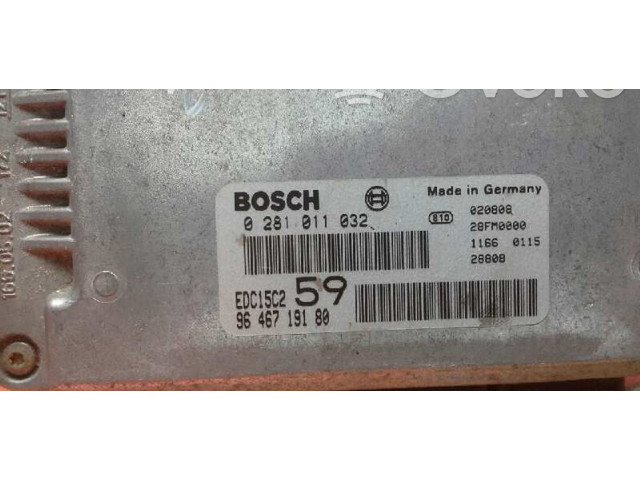 BOSCH
Made in Germany
0 281 011 032
810
020808
28FM0000
1166 0115
28808
EDC15C2 59
96 467 191 80